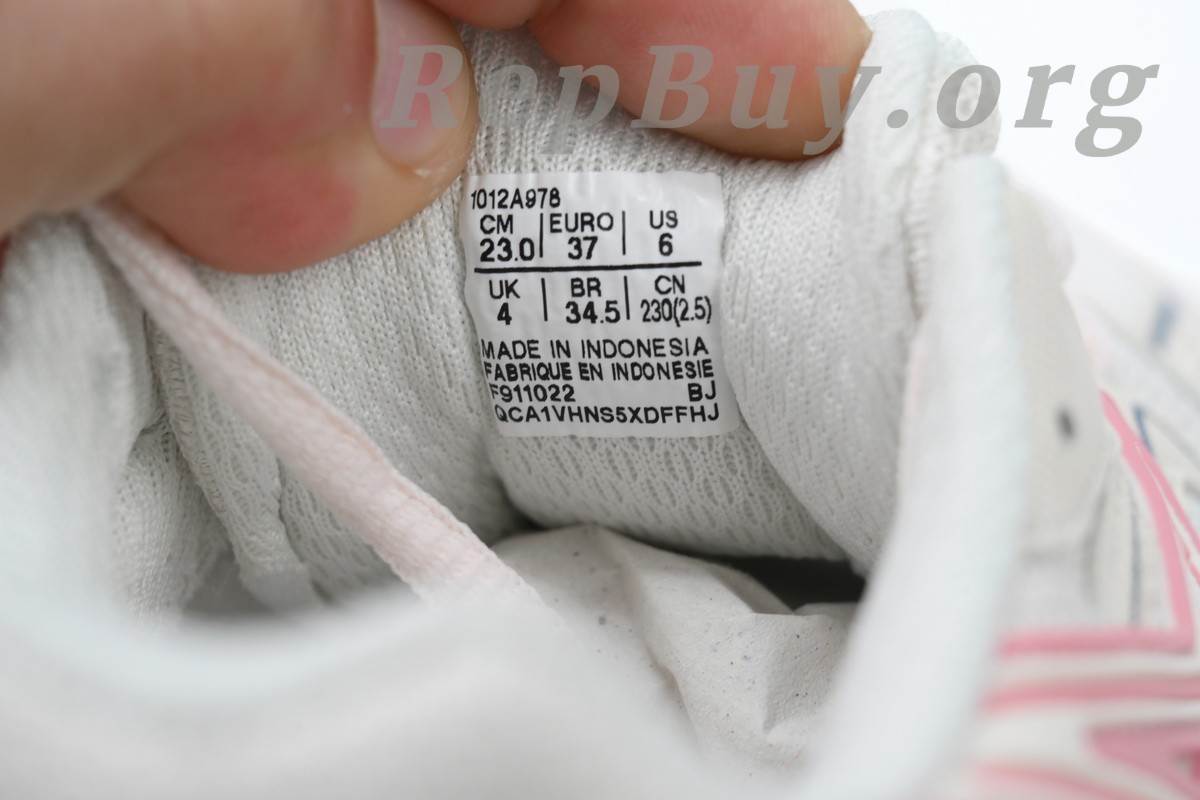 RepBuy.org
1012A978
CM | EURO | US
23.0 | 37 | 6
UK | BR | CN
4 | 34.5 | 230(2.5)
MADE IN INDONESIA
FABRIQUE EN INDONESIE
F911022 BJ
QCA1VHNS5XDFFHJ